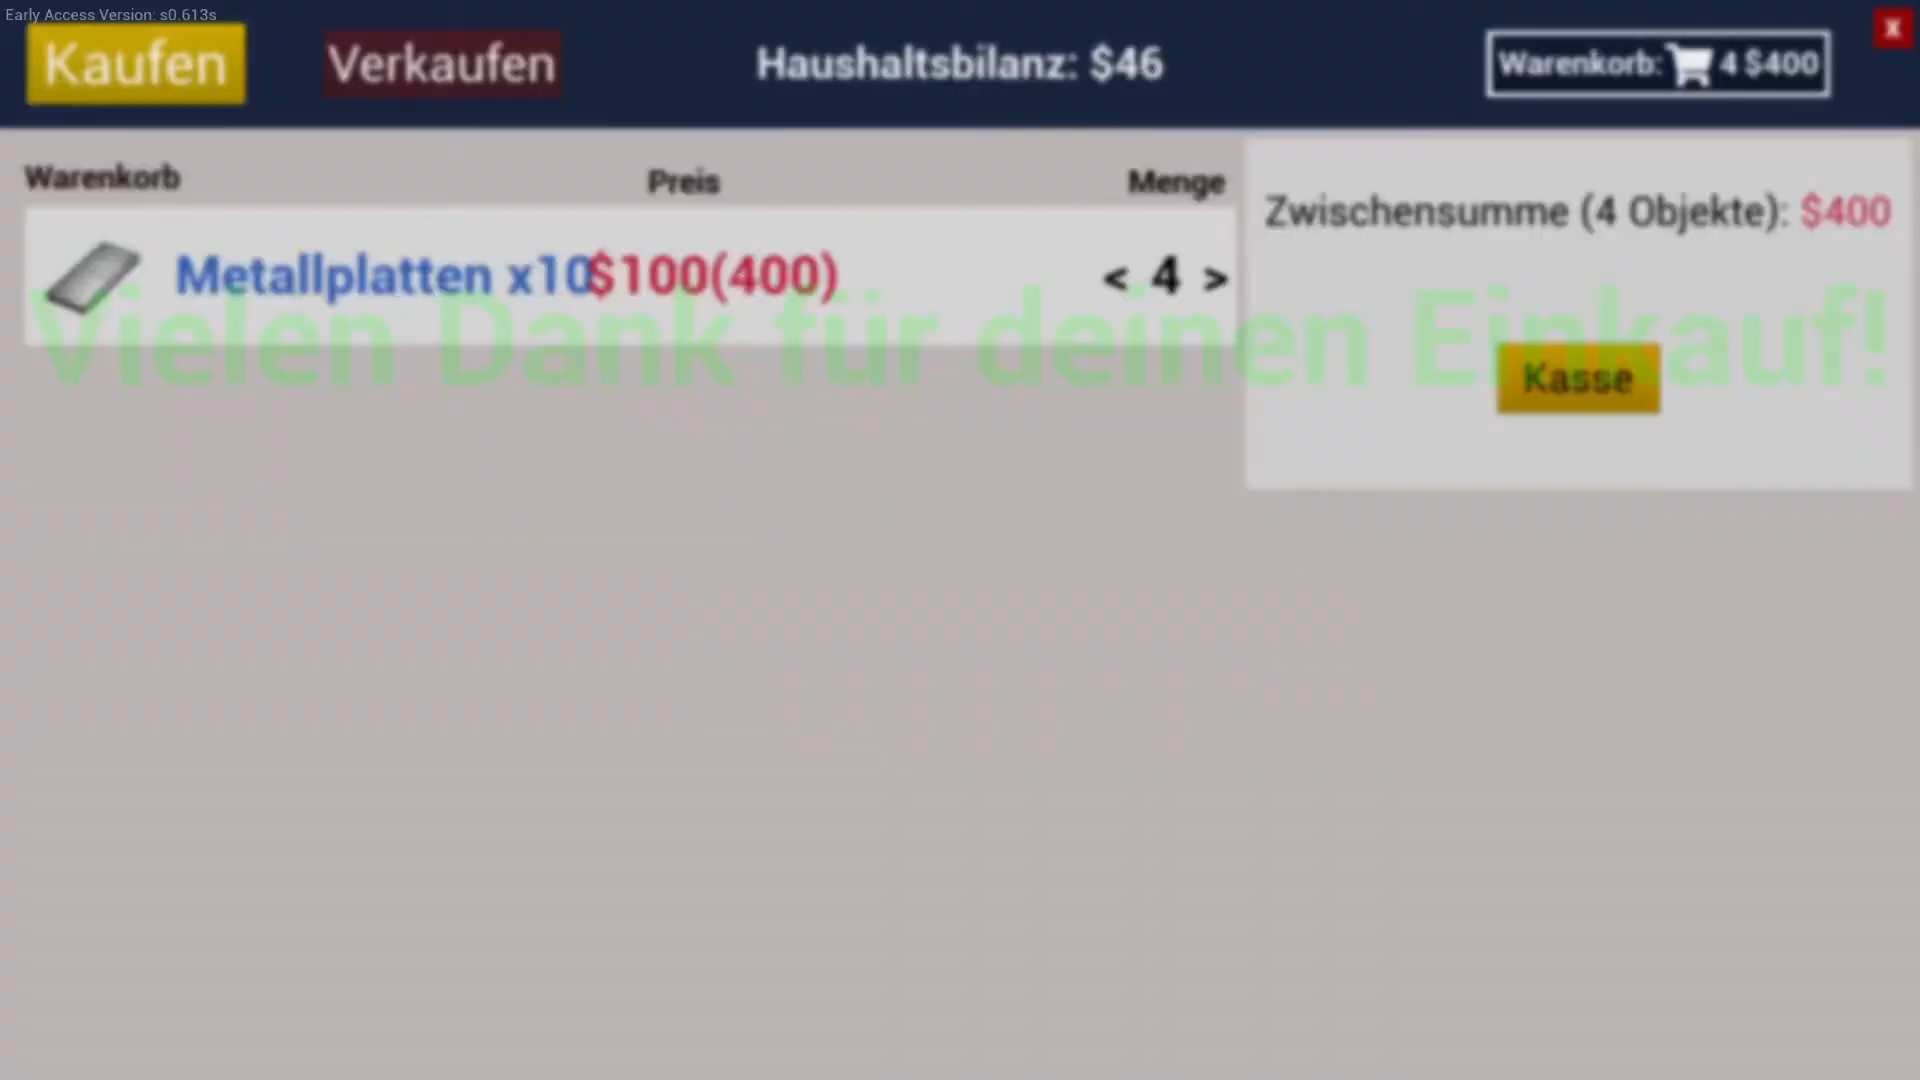 Early Access Version: s0.613s
Kaufen
Verkaufen
Haushaltsbilanz: $46
Warenkorb: 4 $400
X
Warenkorb
Preis
Menge
Metallplatten x10
$100(400)
< 4 >
Zwischensumme (4 Objekte): $400
Vielen Dank für deinen Einkauf!
Kasse